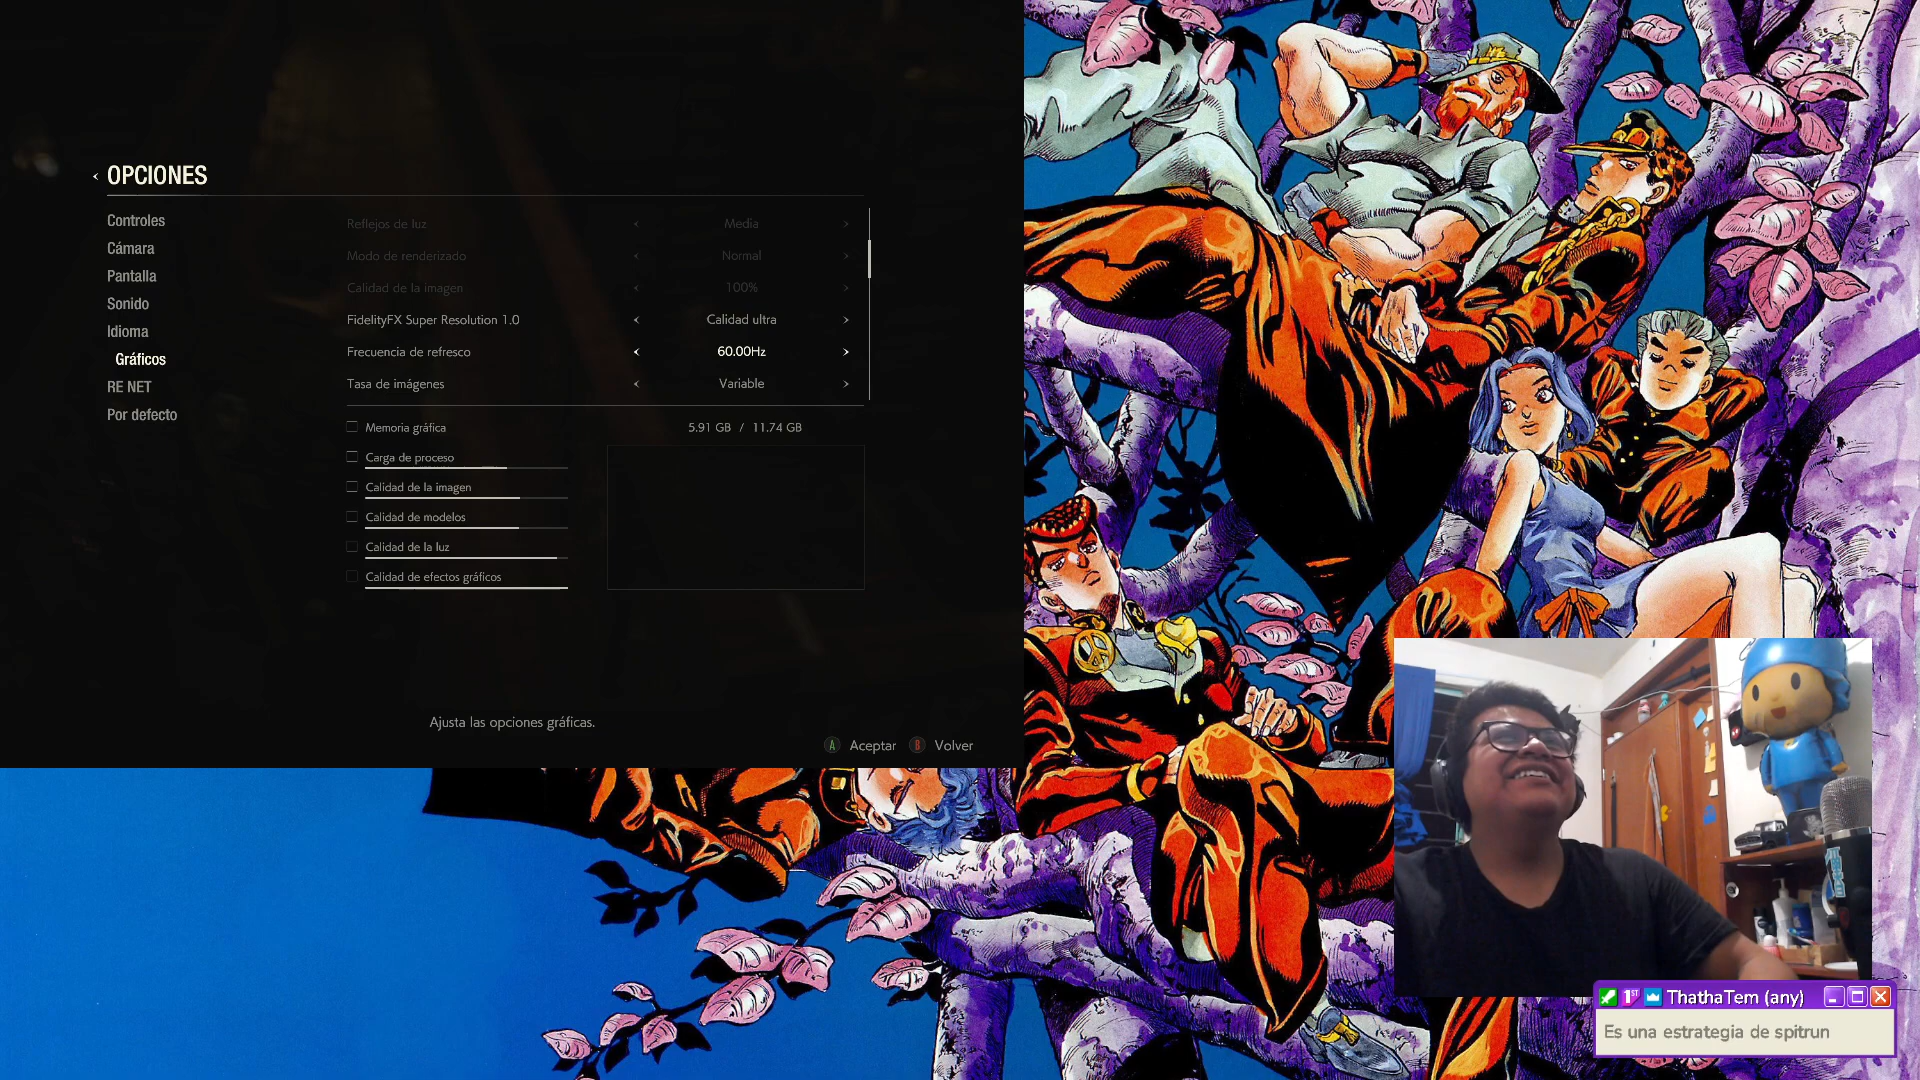 OPCIONES
Controles
Cámara
Pantalla
Sonido
Idioma
Gráficos
RE NET
Por defecto
Reflejos de luz Media
Modo de renderizado Normal
Calidad de la imagen 100%
FidelityFX Super Resolution 1.0 Calidad ultra
Frecuencia de refresco 60.00Hz
Tasa de imágenes Variable
Memoria gráfica 5.91 GB / 11.74 GB
Carga de proceso
Calidad de la imagen
Calidad de modelos
Calidad de la luz
Calidad de efectos gráficos
Ajusta las opciones gráficas.
A Aceptar B Volver
1ST ThathaTem (any)
Es una estrategia de spitrun